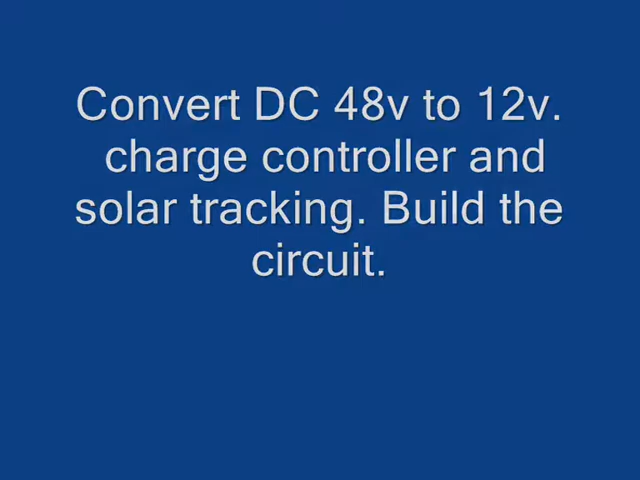 Convert DC 48v to 12v.
charge controller and
solar tracking. Build the
circuit.